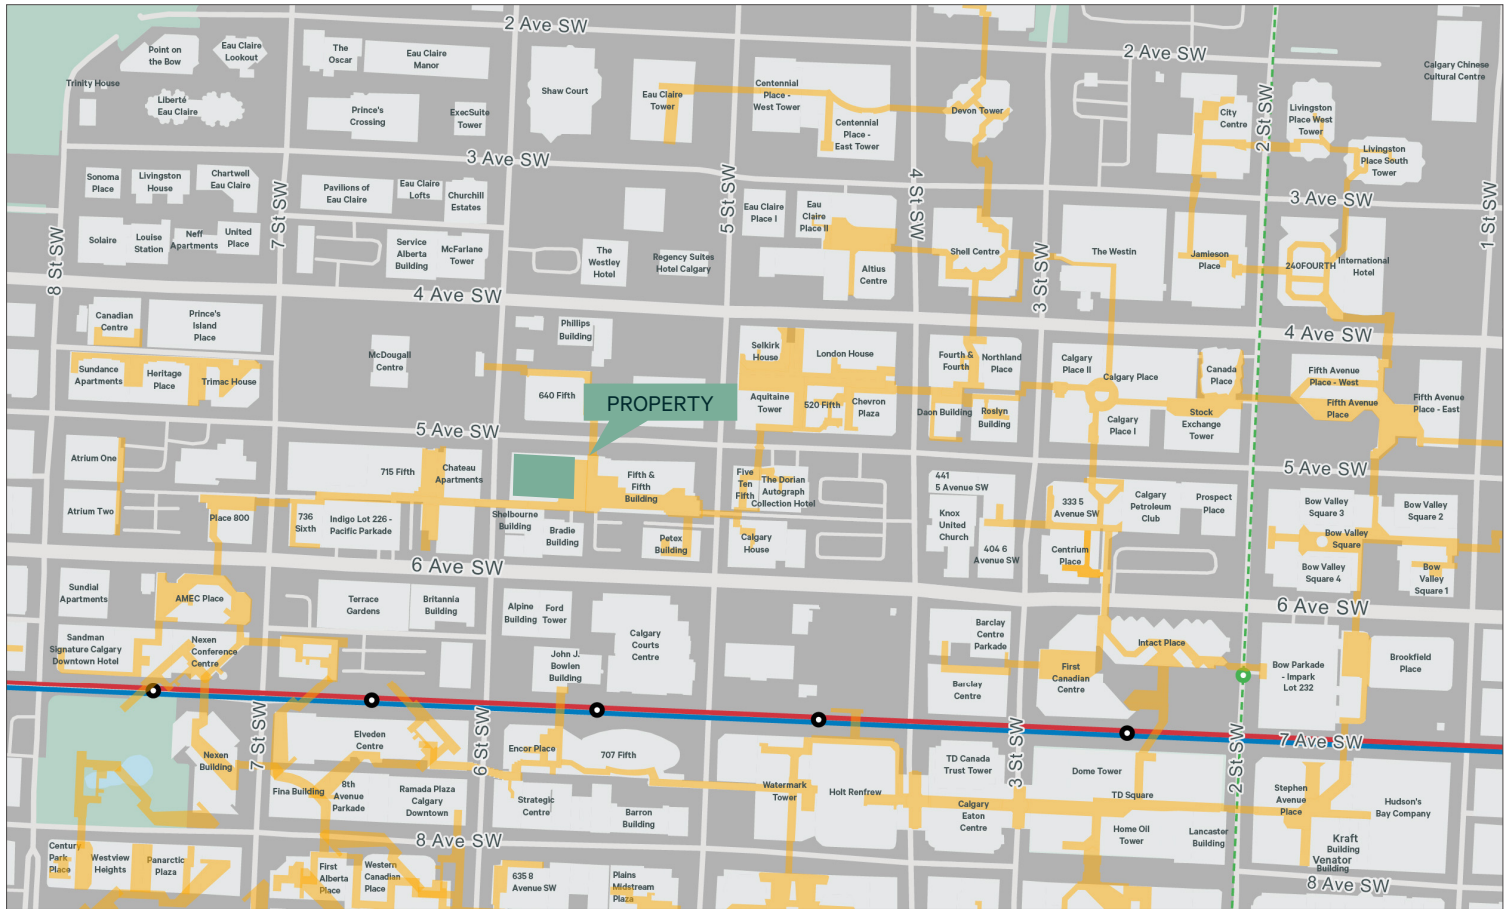 2 Ave SW
2 Ave SW
Point on
the Bow
Eau Claire
Lookout
The
Oscar
Eau Claire
Manor
Trinity House
Liberté
Eau Claire
Prince's
Crossing
ExecSuite
Tower
Shaw Court
Eau Claire
Tower
Centennial
Place -
West Tower
Centennial
Place -
East Tower
Devon Tower
City
Centre
2 St SW
Livingston
Place West
Tower
Livingston
Place South
Tower
Calgary Chinese
Cultural Centre
3 Ave SW
3 Ave SW
Sonoma
Place
Livingston
House
Chartwell
Eau Claire
7 St SW
Pavilions of
Eau Claire
Eau Claire
Lofts
Churchill
Estates
5 St SW
Eau Claire
Place I
Eau
Claire
Place II
4 St SW
1 St SW
8 St SW
Solaire
Louise
Station
Neff
Apartments
United
Place
Service
Alberta
Building
McFarlane
Tower
The
Westley
Hotel
Regency Suites
Hotel Calgary
Altius
Centre
Shell Centre
3 St SW
The Westin
Jamieson
Place
240FOURTH
International
Hotel
4 Ave SW
4 Ave SW
Canadian
Centre
Prince's
Island
Place
McDougall
Centre
Phillips
Building
Selkirk
House
London House
Fourth &
Fourth
Northland
Place
Calgary
Place II
Calgary Place
Canada
Place
Fifth Avenue
Place - West
Fifth Avenue
Place
Fifth Avenue
Place - East
Sundance
Apartments
Heritage
Place
Trimac House
640 Fifth
PROPERTY
Aquitaine
Tower
520 Fifth
Chevron
Plaza
Daon Building
Roslyn
Building
Calgary
Place I
Stock
Exchange
Tower
5 Ave SW
5 Ave SW
Atrium One
715 Fifth
Chateau
Apartments
Fifth &
Fifth
Building
Five
Ten
Fifth
The Dorian
Autograph
Collection Hotel
441
5 Avenue SW
333 5
Avenue SW
Calgary
Petroleum
Club
Prospect
Place
Bow Valley
Square 3
Bow Valley
Square 2
Atrium Two
Place 800
736
Sixth
Indigo Lot 226 -
Pacific Parkade
Shelbourne
Building
Bradie
Building
Petex
Building
Calgary
House
Knox
United
Church
404 6
Avenue SW
Centrium
Place
Bow Valley
Square
Bow Valley
Square 4
Bow
Valley
Square 1
6 Ave SW
6 Ave SW
Sundial
Apartments
AMEC Place
Terrace
Gardens
Britannia
Building
Alpine
Building
Ford
Tower
Calgary
Courts
Centre
Barclay
Centre
Parkade
Intact Place
Sandman
Signature Calgary
Downtown Hotel
Nexen
Conference
Centre
John J.
Bowlen
Building
Barclay
Centre
First
Canadian
Centre
Bow Parkade
- Impark
Lot 232
Brookfield
Place
7 St SW
6 St SW
3 St SW
2 St SW
7 Ave SW
Nexen
Building
Elveden
Centre
Encor Place
707 Fifth
TD Canada
Trust Tower
Dome Tower
TD Square
Fina Building
8th
Avenue
Parkade
Ramada Plaza
Calgary
Downtown
Strategic
Centre
Barron
Building
Watermark
Tower
Holt Renfrew
Calgary
Eaton
Centre
Home Oil
Tower
Lancaster
Building
Stephen
Avenue
Place
Hudson's
Bay Company
Kraft
Building
Venator
Building
8 Ave SW
8 Ave SW
Century
Park
Place
Westview
Heights
Panarctic
Plaza
First
Alberta
Place
Western
Canadian
Place
635 8
Avenue SW
Plains
Midstream
Plaza